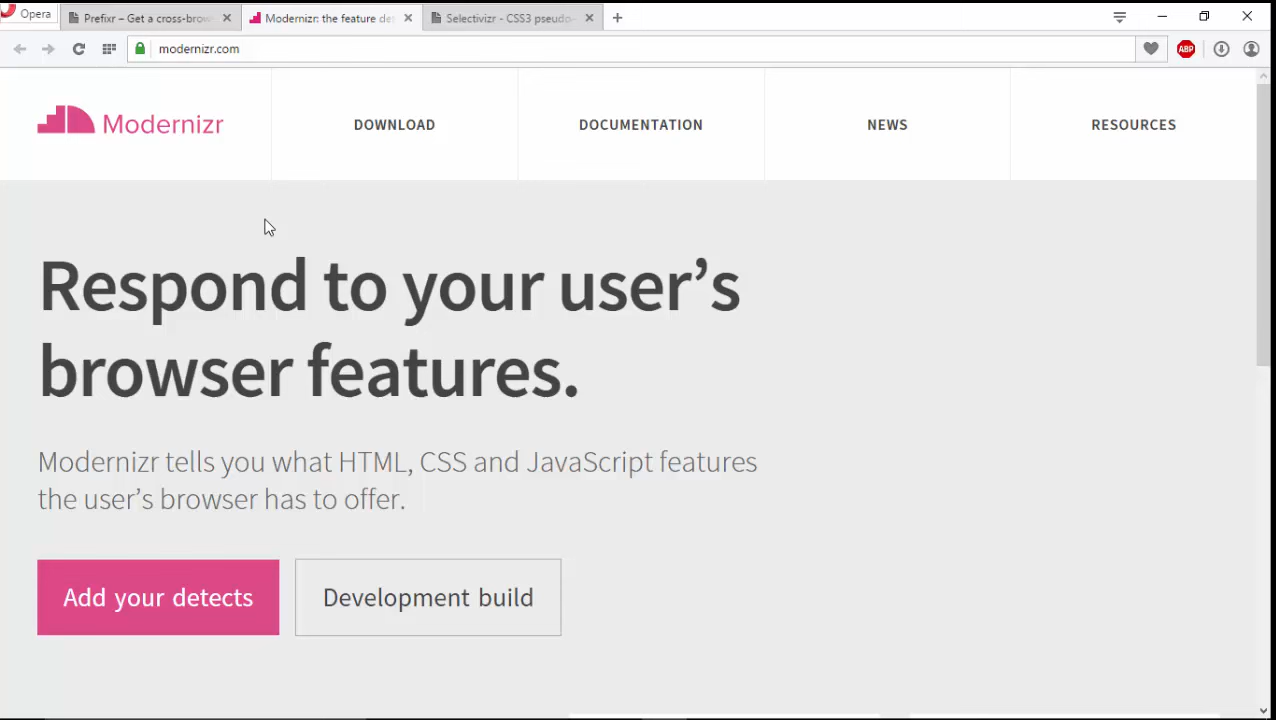 Opera
Prefixr – Get a cross-brow
Modernizr: the feature det
Selectivizr - CSS3 pseudo-
modernizr.com
ABP
Modernizr
DOWNLOAD
DOCUMENTATION
NEWS
RESOURCES
Respond to your user’s
browser features.
Modernizr tells you what HTML, CSS and JavaScript features
the user’s browser has to offer.
Add your detects
Development build